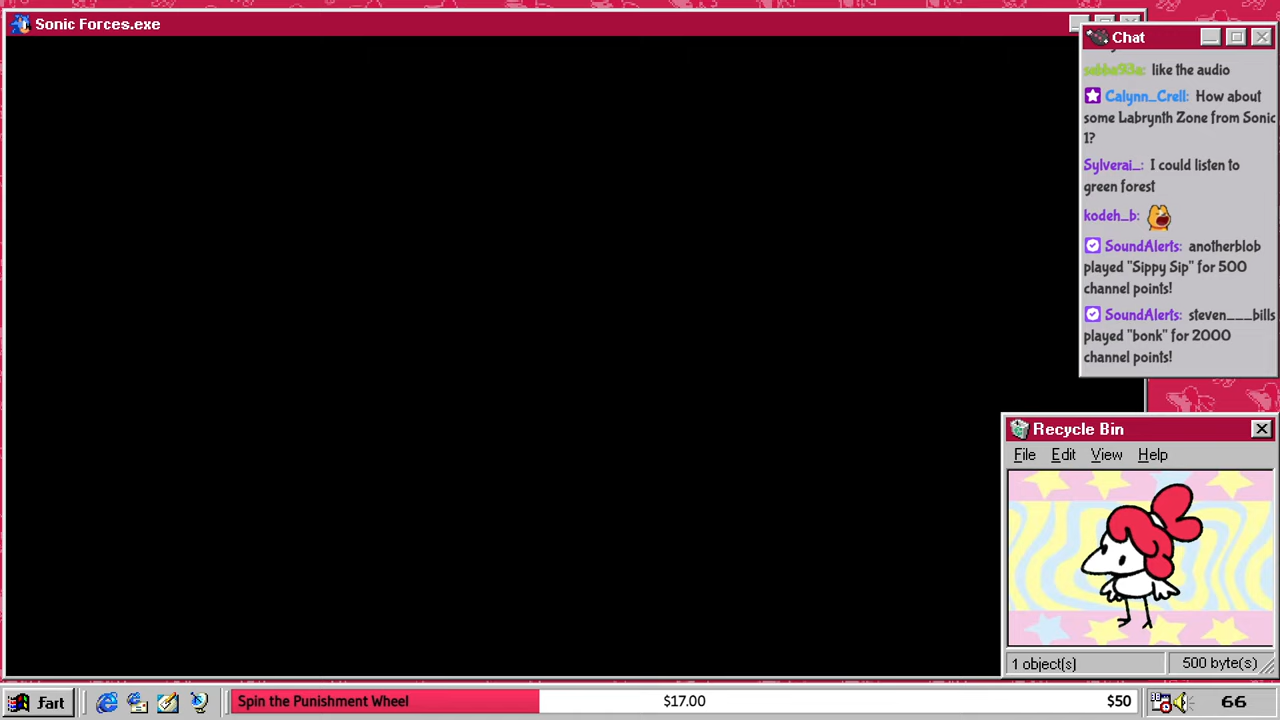 Sonic Forces.exe
Chat
sabba93a: like the audio
Calynn_Crell: How about
some Labrynth Zone from Sonic
1?
Sylverai_: I could listen to
green forest
kodeh_b:
SoundAlerts: anotherblob
played "Sippy Sip" for 500
channel points!
SoundAlerts: steven___bills
played "bonk" for 2000
channel points!
Recycle Bin
File Edit View Help
1 object(s) 500 byte(s)
fart
Spin the Punishment Wheel $17.00 $50
66